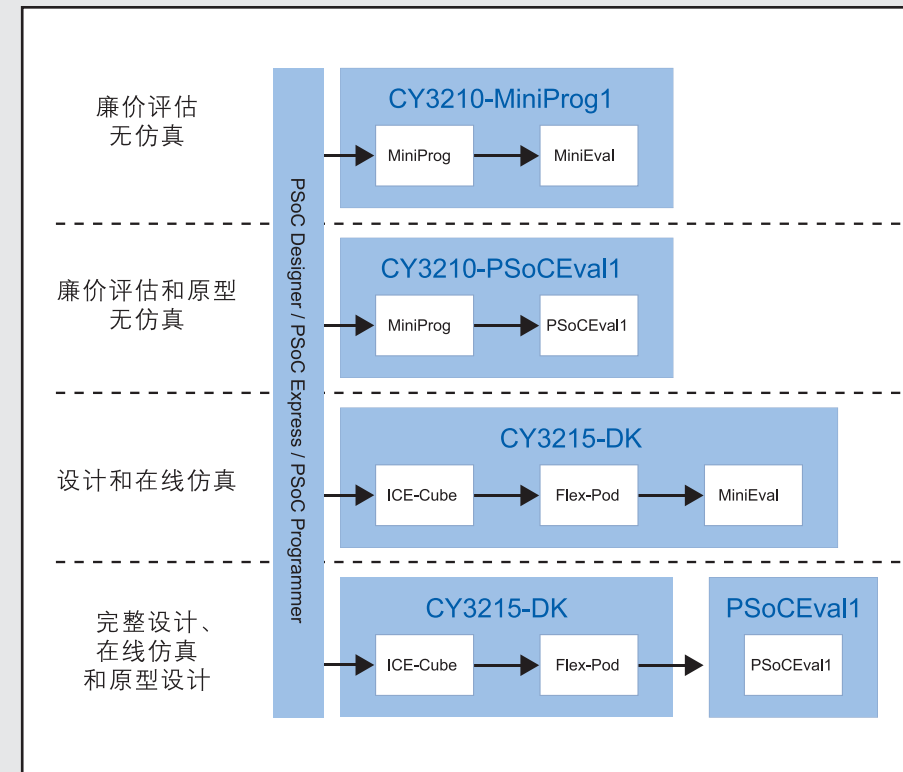 廉价评估
无仿真
CY3210-MiniProg1
MiniProg
MiniEval
PSoC Designer / PSoC Express / PSoC Programmer
廉价评估和原型
无仿真
CY3210-PSoCEval1
MiniProg
PSoCEval1
设计和在线仿真
CY3215-DK
ICE-Cube
Flex-Pod
MiniEval
完整设计、
在线仿真
和原型设计
CY3215-DK
ICE-Cube
Flex-Pod
PSoCEval1
PSoCEval1